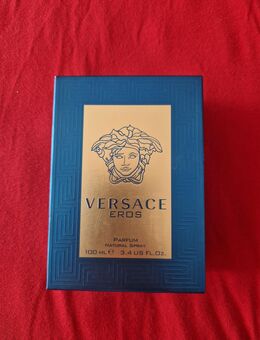 VERSACE
EROS
PARFUM
NATURAL SPRAY
100 ML ℮ 3.4 US FL.OZ.